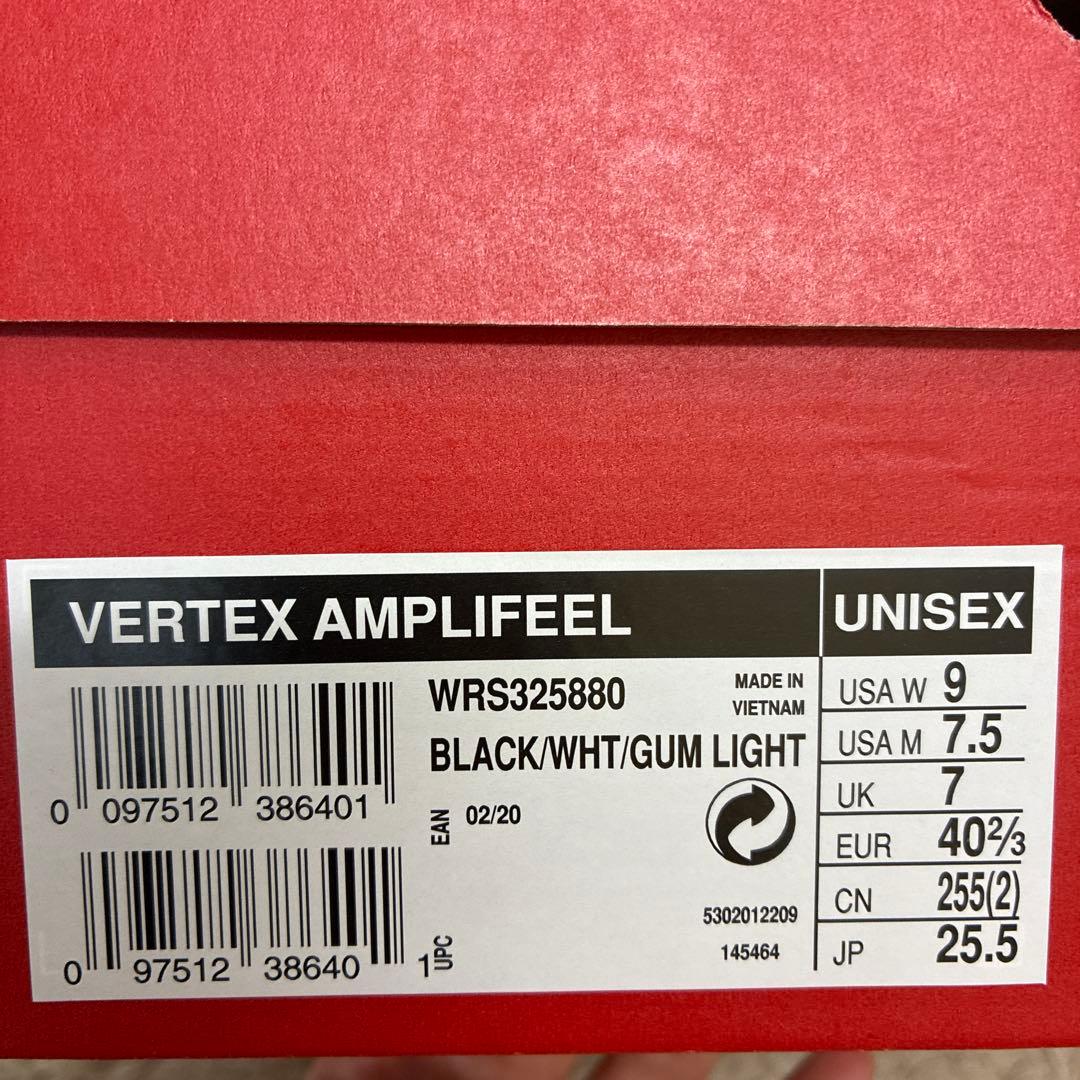 VERTEX AMPLIFEEL
UNISEX
WRS325880
MADE IN
VIETNAM
BLACK/WHT/GUM LIGHT
0 097512 386401
EAN
02/20
0 97512 38640 1
UPC
5302012209
145464
USA W 9
USA M 7.5
UK 7
EUR 40⅔
CN 255(2)
JP 25.5